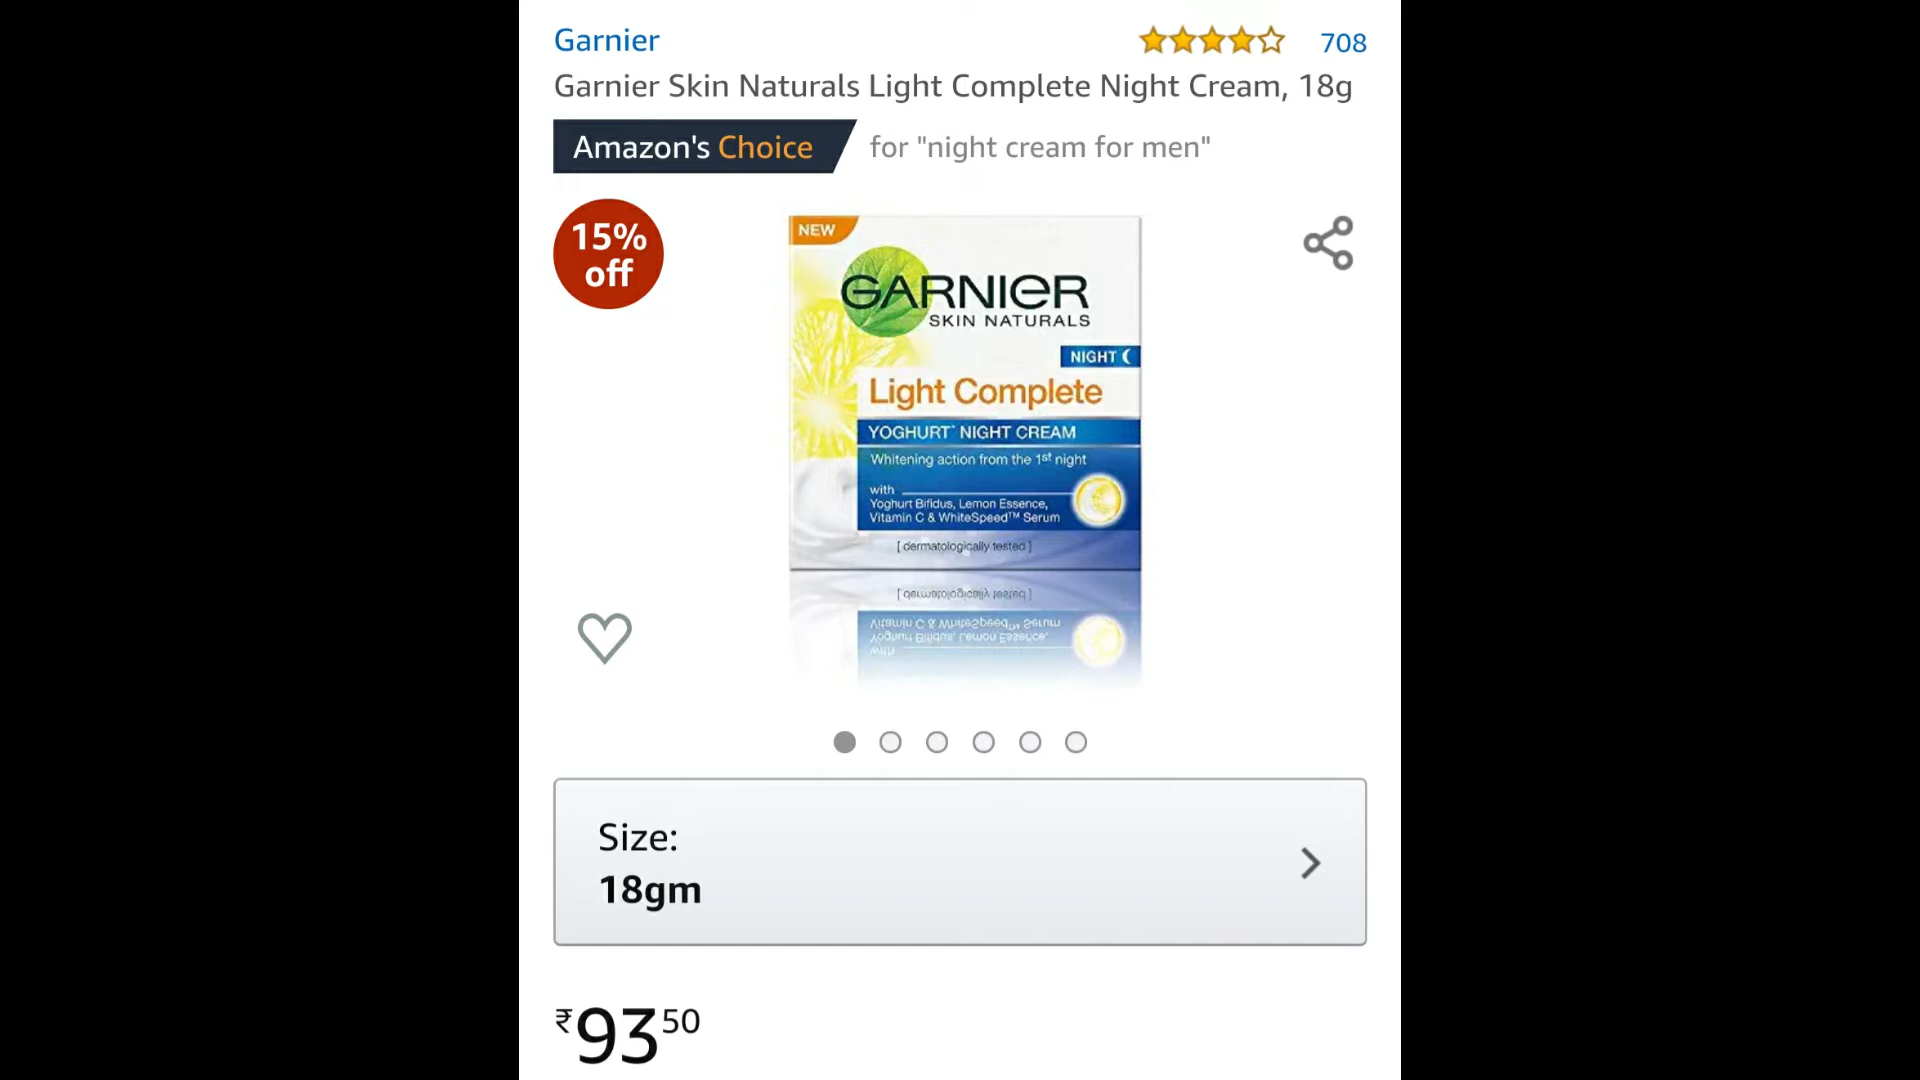 Garnier
708
Garnier Skin Naturals Light Complete Night Cream, 18g
Amazon's Choice for "night cream for men"
15%
off
NEW
GARNIER
SKIN NATURALS
NIGHT
Light Complete
YOGHURT NIGHT CREAM
Whitening action from the 1st night
with
Yoghurt Bifidus, Lemon Essence,
Vitamin C & WhiteSpeed™ Serum
[ dermatologically tested ]
Size:
18gm
₹93 50